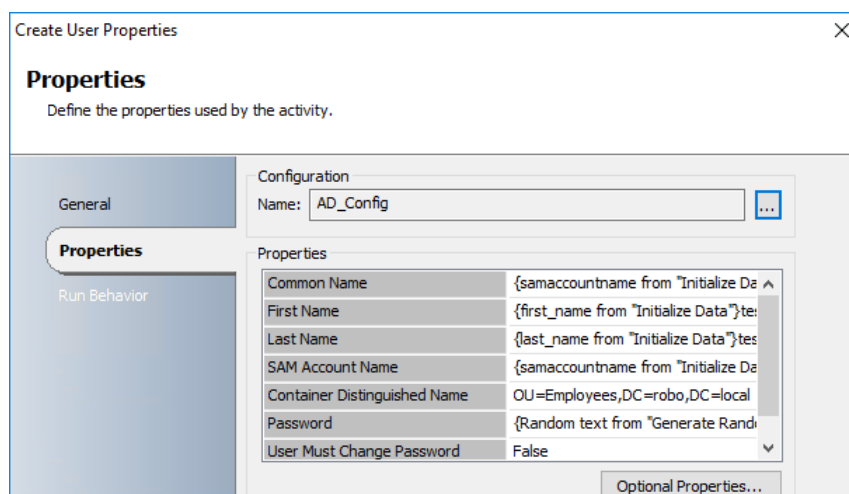 Create User Properties
Properties
Define the properties used by the activity.
General
Properties
Run Behavior
Configuration
Name: AD_Config ...
Properties
Common Name {samaccountname from "Initialize Da
First Name {first_name from "Initialize Data"}tes
Last Name {last_name from "Initialize Data"}tes
SAM Account Name {samaccountname from "Initialize Da
Container Distinguished Name OU=Employees,DC=robo,DC=local
Password {Random text from "Generate Rand
User Must Change Password False
Optional Properties...